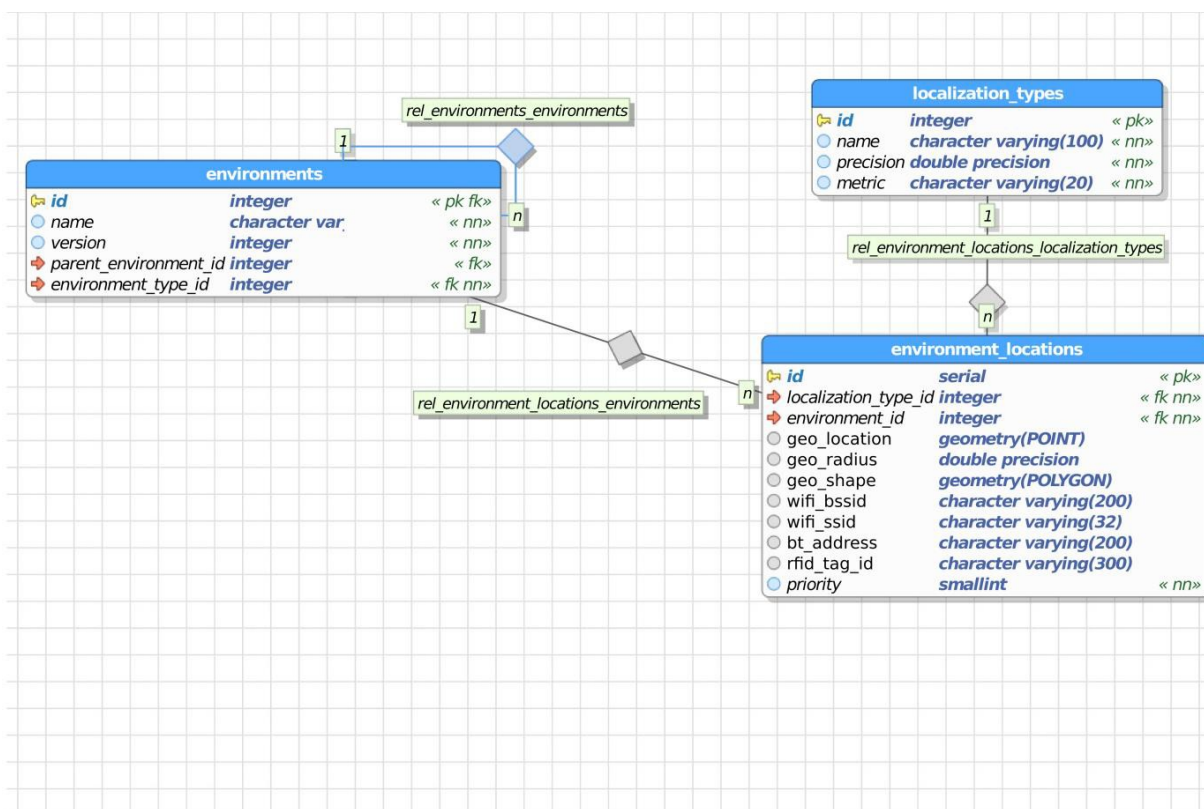 rel_environments_environments
1
n
environments
id integer « pk fk»
name character var
version integer « nn»
parent_environment_id integer « fk»
environment_type_id integer « fk nn»
localization_types
id integer « pk»
name character varying(100) « nn»
precision double precision « nn»
metric character varying(20) « nn»
1
rel_environment_locations_localization_types
n
1
rel_environment_locations_environments
n
environment_locations
id serial « pk»
localization_type_id integer « fk nn»
environment_id integer « fk nn»
geo_location geometry(POINT)
geo_radius double precision
geo_shape geometry(POLYGON)
wifi_bssid character varying(200)
wifi_ssid character varying(32)
bt_address character varying(200)
rfid_tag_id character varying(300)
priority smallint « nn»